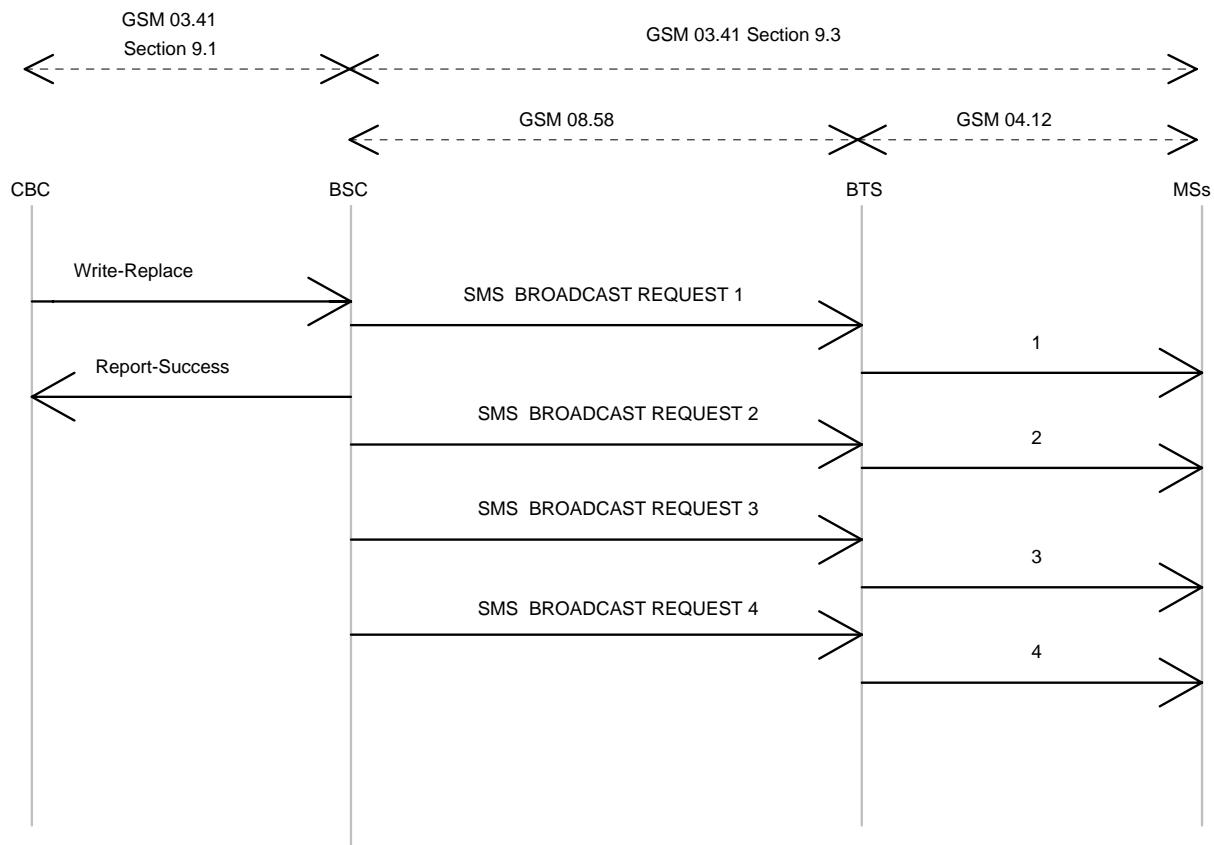 GSM 03.41
Section 9.1
GSM 03.41 Section 9.3
GSM 08.58
GSM 04.12
CBC
BSC
BTS
MSs
Write-Replace
SMS BROADCAST REQUEST 1
1
Report-Success
SMS BROADCAST REQUEST 2
2
SMS BROADCAST REQUEST 3
3
SMS BROADCAST REQUEST 4
4